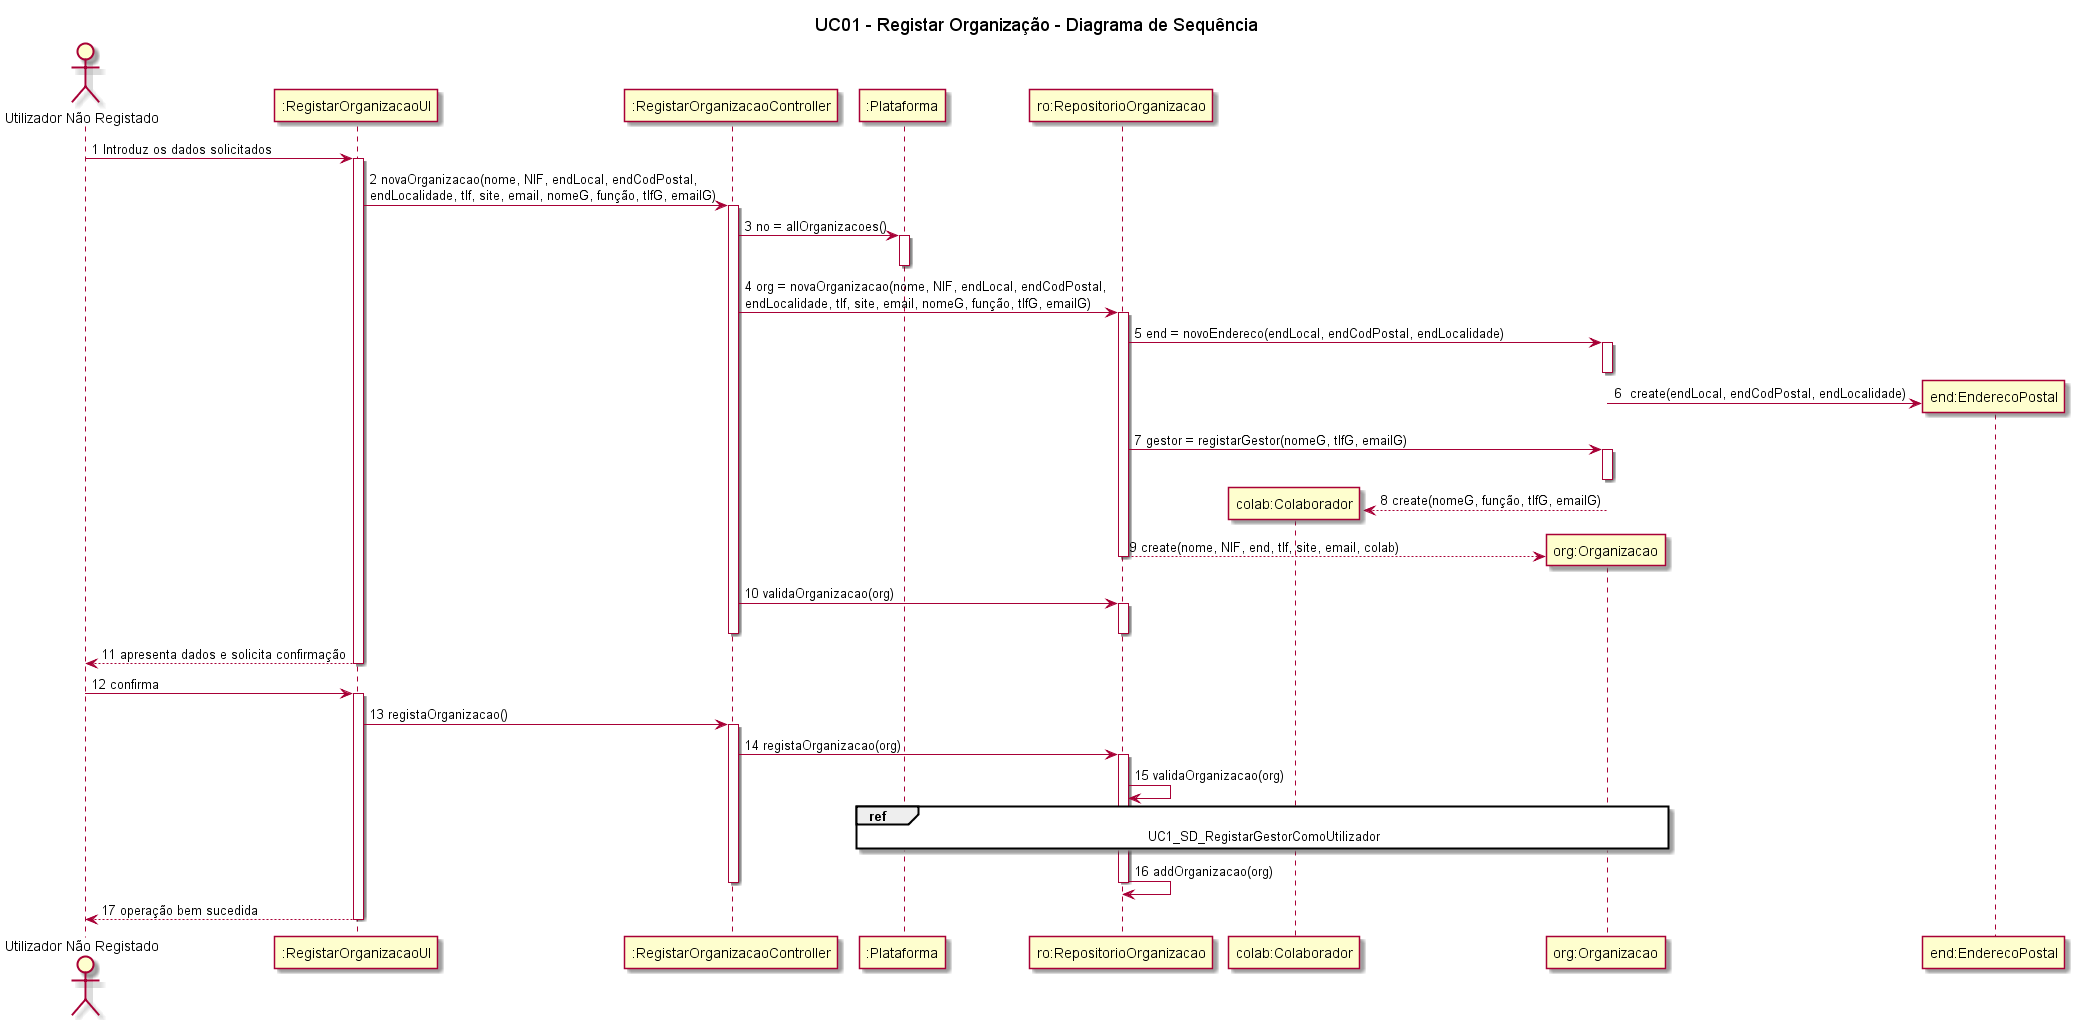 UC01 - Registar Organização - Diagrama de Sequência
Utilizador Não Registado
:RegistarOrganizacaoUI
:RegistarOrganizacaoController
:Plataforma
ro:RepositorioOrganizacao
1 Introduz os dados solicitados
2 novaOrganizacao(nome, NIF, endLocal, endCodPostal,
endLocalidade, tlf, site, email, nomeG, função, tlfG, emailG)
3 no = allOrganizacoes()
4 org = novaOrganizacao(nome, NIF, endLocal, endCodPostal,
endLocalidade, tlf, site, email, nomeG, função, tlfG, emailG)
5 end = novoEndereco(endLocal, endCodPostal, endLocalidade)
6 create(endLocal, endCodPostal, endLocalidade)
end:EnderecoPostal
7 gestor = registarGestor(nomeG, tlfG, emailG)
colab:Colaborador
8 create(nomeG, função, tlfG, emailG)
9 create(nome, NIF, end, tlf, site, email, colab)
org:Organizacao
10 validaOrganizacao(org)
11 apresenta dados e solicita confirmação
12 confirma
13 registaOrganizacao()
14 registaOrganizacao(org)
15 validaOrganizacao(org)
ref
UC1_SD_RegistarGestorComoUtilizador
16 addOrganizacao(org)
17 operação bem sucedida
Utilizador Não Registado
:RegistarOrganizacaoUI
:RegistarOrganizacaoController
:Plataforma
ro:RepositorioOrganizacao
colab:Colaborador
org:Organizacao
end:EnderecoPostal